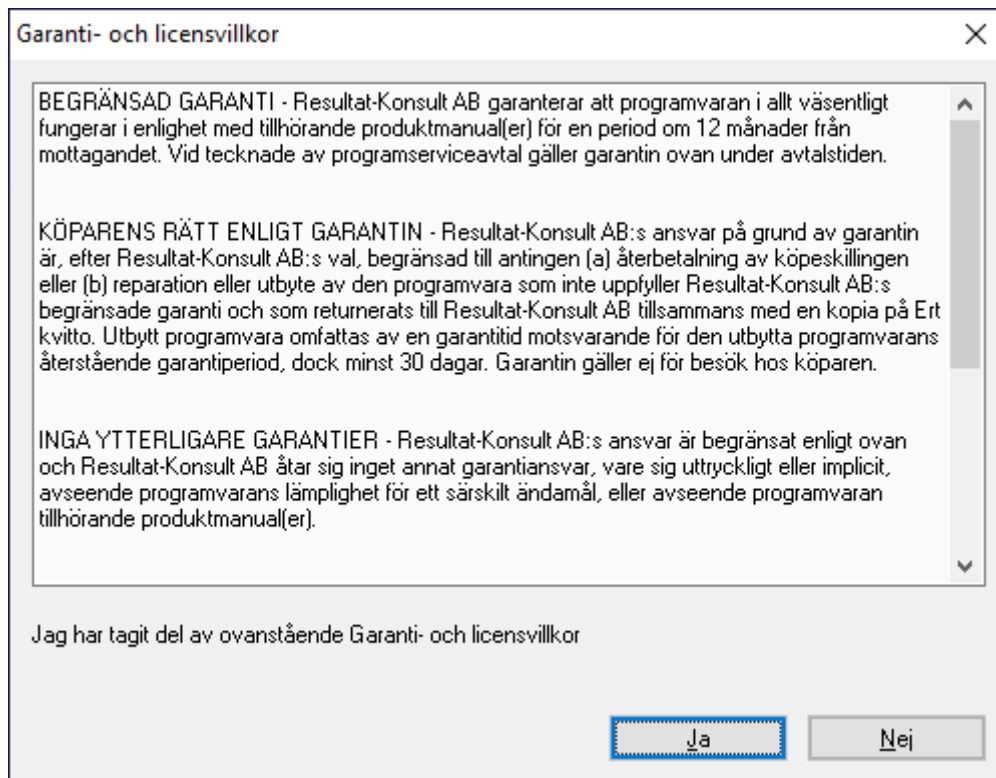 Garanti- och licensvillkor
BEGRÄNSAD GARANTI - Resultat-Konsult AB garanterar att programvaran i allt väsentligt
fungerar i enlighet med tillhörande produktmanual(er) för en period om 12 månader från
mottagandet. Vid tecknade av programserviceavtal gäller garantin ovan under avtalstiden.
KÖPARENS RÄTT ENLIGT GARANTIN - Resultat-Konsult AB:s ansvar på grund av garantin
är, efter Resultat-Konsult AB:s val, begränsad till antingen (a) återbetalning av köpeskillingen
eller (b) reparation eller utbyte av den programvara som inte uppfyller Resultat-Konsult AB:s
begränsade garanti och som returnerats till Resultat-Konsult AB tillsammans med en kopia på Ert
kvitto. Utbytt programvara omfattas av en garantitid motsvarande för den utbytta programvarans
återstående garantiperiod, dock minst 30 dagar. Garantin gäller ej för besök hos köparen.
INGA YTTERLIGARE GARANTIER - Resultat-Konsult AB:s ansvar är begränsat enligt ovan
och Resultat-Konsult AB åtar sig inget annat garantiansvar, vare sig uttryckligt eller implicit,
avseende programvarans lämplighet för ett särskilt ändamål, eller avseende programvaran
tillhörande produktmanual(er).
Jag har tagit del av ovanstående Garanti- och licensvillkor
Ja
Nej